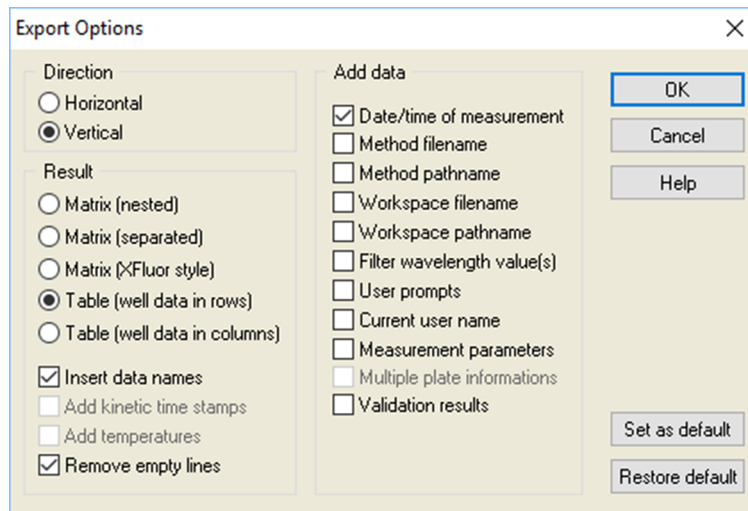 Export Options
Direction
Horizontal
Vertical
Result
Matrix (nested)
Matrix (separated)
Matrix (XFluor style)
Table (well data in rows)
Table (well data in columns)
Insert data names
Add kinetic time stamps
Add temperatures
Remove empty lines
Add data
Date/time of measurement
Method filename
Method pathname
Workspace filename
Workspace pathname
Filter wavelength value(s)
User prompts
Current user name
Measurement parameters
Multiple plate informations
Validation results
OK
Cancel
Help
Set as default
Restore default